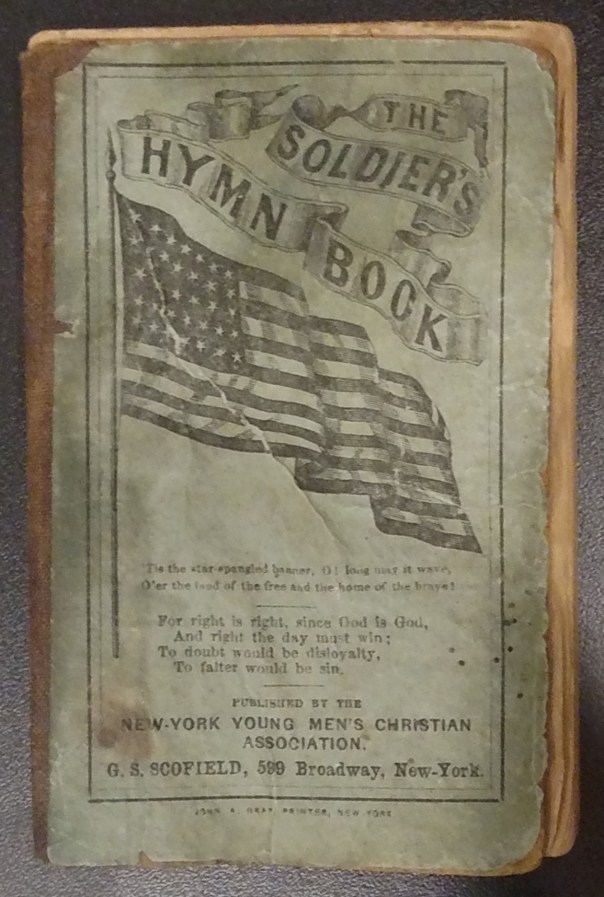 THE
SOLDIER'S
HYMN
BOOK
'Tis the star-spangled banner, O! long may it wave,
O'er the land of the free and the home of the brave!
For right is right, since God is God,
And right the day must win;
To doubt would be disloyalty,
To falter would be sin.
PUBLISHED BY THE
NEW-YORK YOUNG MEN'S CHRISTIAN
ASSOCIATION.
G. S. SCOFIELD, 599 Broadway, New-York.
JOHN A. GRAY, PRINTER, NEW YORK